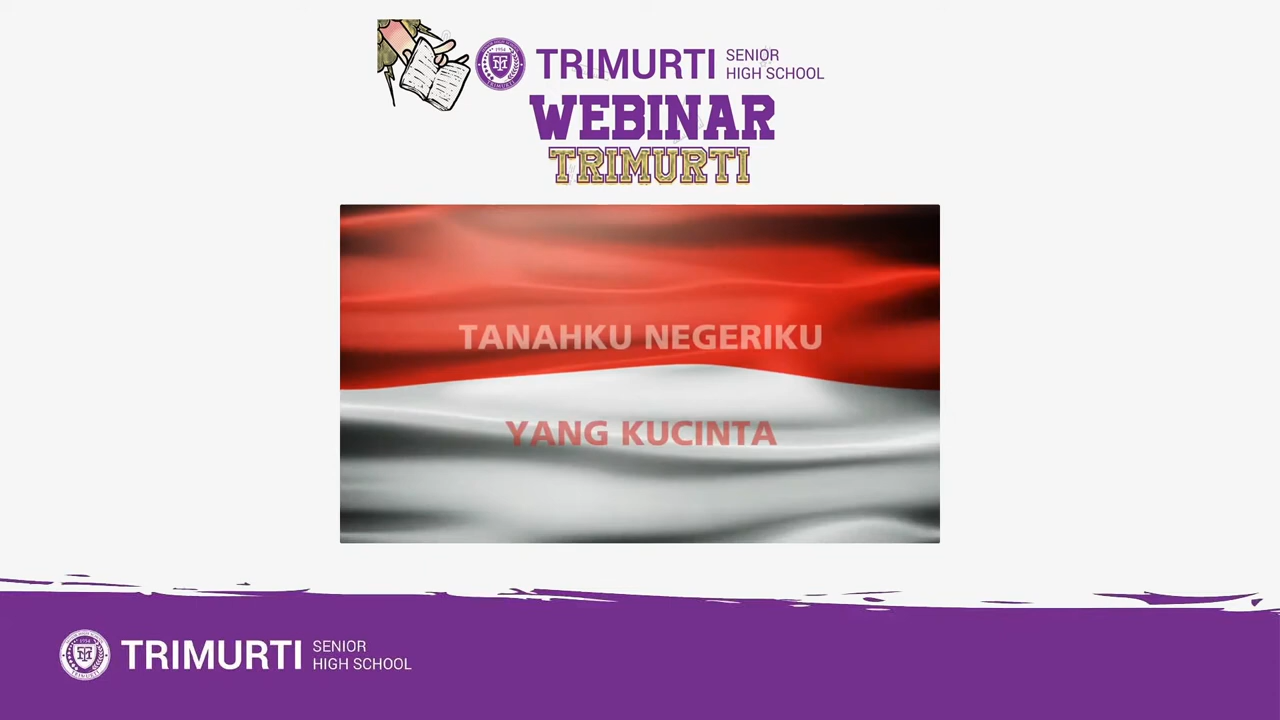 TRIMURTI SENIOR
HIGH SCHOOL
WEBINAR
TRIMURTI
TANAHKU NEGERIKU
YANG KUCINTA
TRIMURTI SENIOR
HIGH SCHOOL